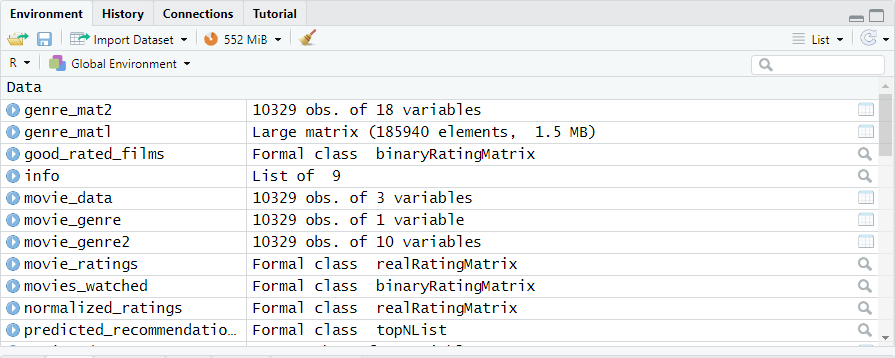 Environment History Connections Tutorial
Import Dataset 552 MiB List
R Global Environment
Data
genre_mat2 10329 obs. of 18 variables
genre_matl Large matrix (185940 elements, 1.5 MB)
good_rated_films Formal class binaryRatingMatrix
info List of 9
movie_data 10329 obs. of 3 variables
movie_genre 10329 obs. of 1 variable
movie_genre2 10329 obs. of 10 variables
movie_ratings Formal class realRatingMatrix
movies_watched Formal class binaryRatingMatrix
normalized_ratings Formal class realRatingMatrix
predicted_recommendatio… Formal class topNList